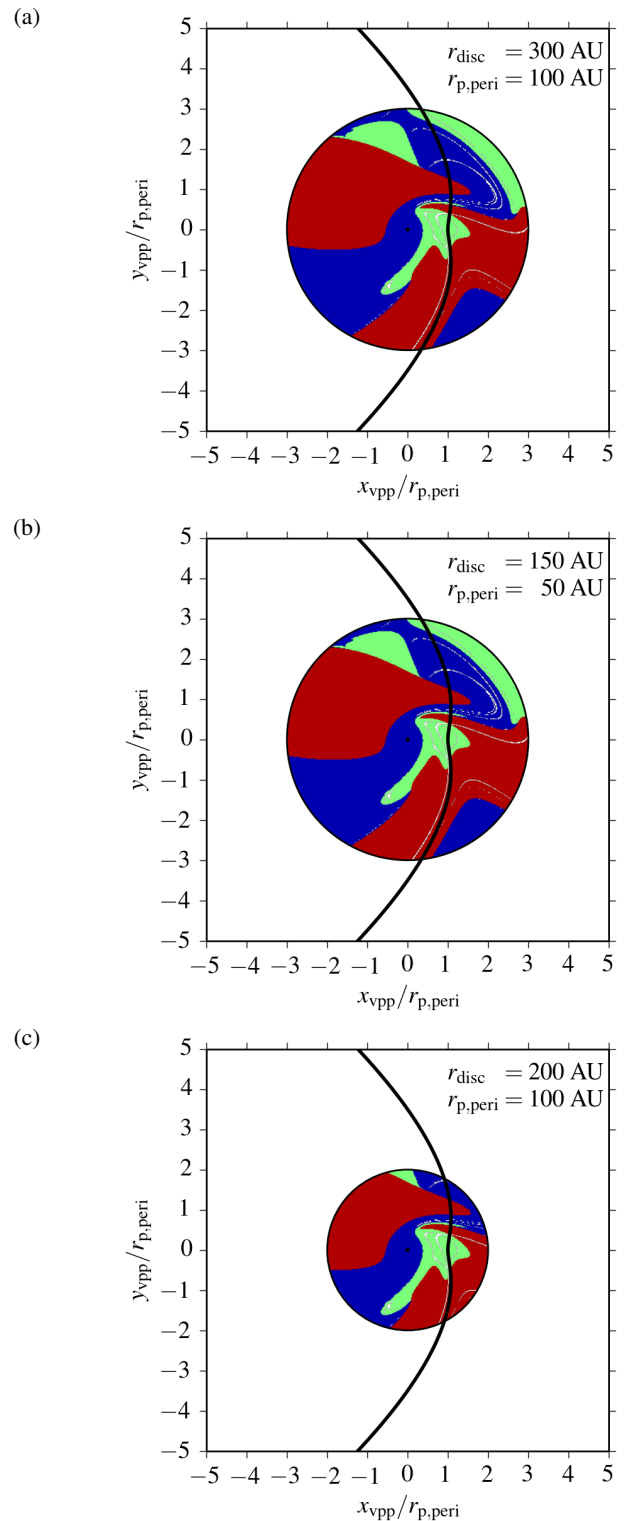 (a)
r_disc = 300 AU
r_p,peri = 100 AU
5
4
3
2
1
0
−1
−2
−3
−4
−5
y_vpp/r_p,peri
−5 −4 −3 −2 −1 0 1 2 3 4 5
x_vpp/r_p,peri
(b)
r_disc = 150 AU
r_p,peri = 50 AU
5
4
3
2
1
0
−1
−2
−3
−4
−5
y_vpp/r_p,peri
−5 −4 −3 −2 −1 0 1 2 3 4 5
x_vpp/r_p,peri
(c)
r_disc = 200 AU
r_p,peri = 100 AU
5
4
3
2
1
0
−1
−2
−3
−4
−5
y_vpp/r_p,peri
−5 −4 −3 −2 −1 0 1 2 3 4 5
x_vpp/r_p,peri